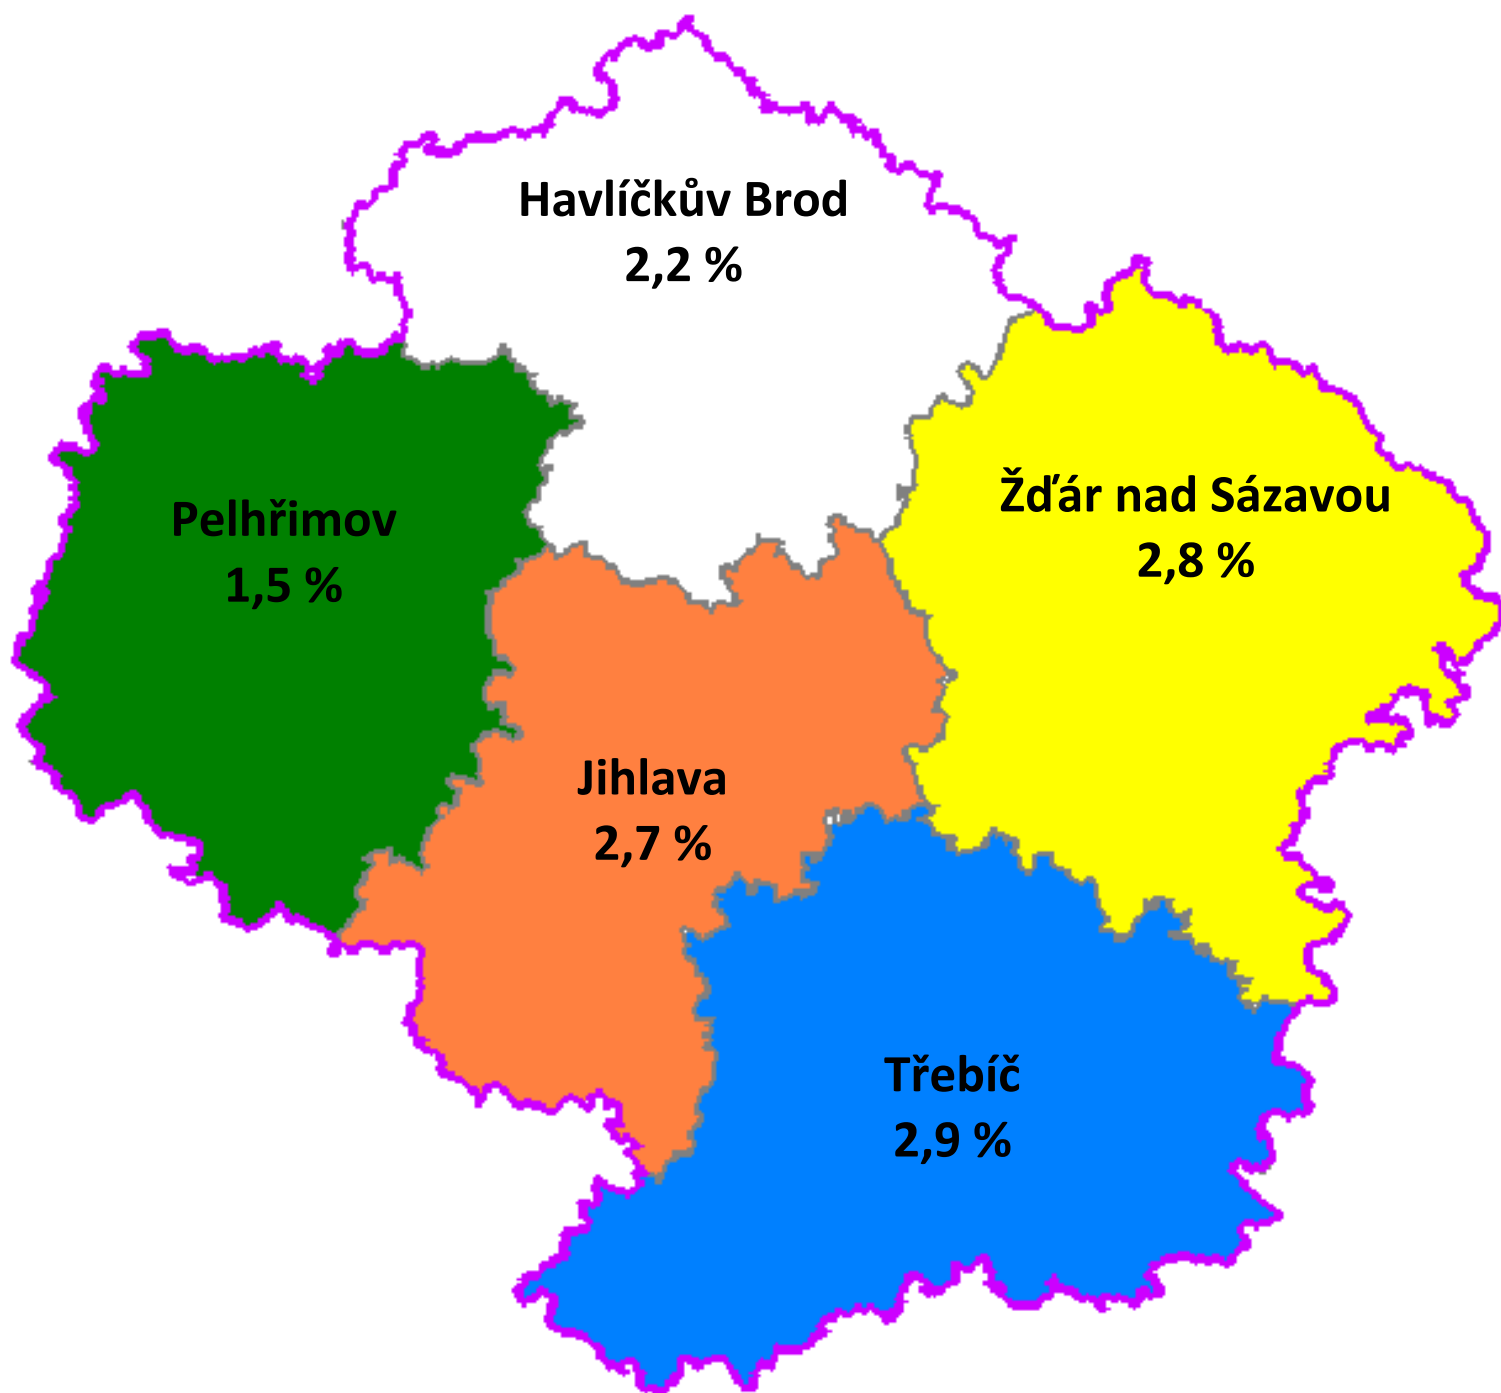 Havlíčkův Brod
2,2 %
Pelhřimov
1,5 %
Žďár nad Sázavou
2,8 %
Jihlava
2,7 %
Třebíč
2,9 %